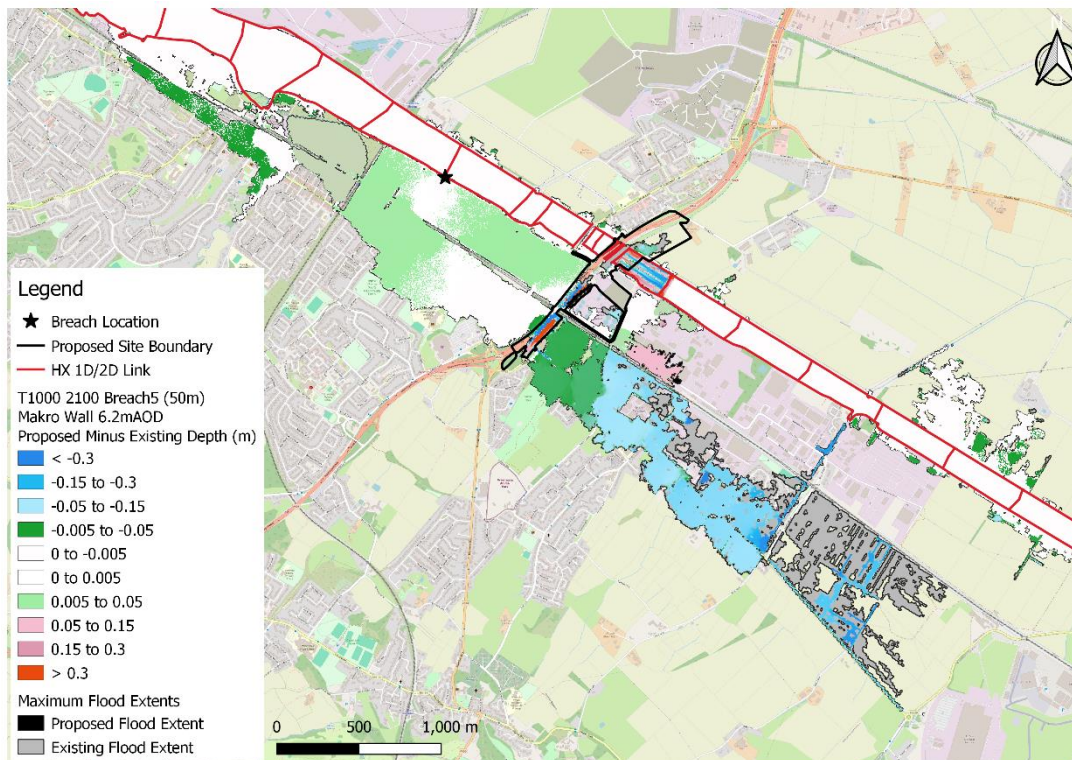 Legend
Breach Location
Proposed Site Boundary
HX 1D/2D Link
T1000 2100 Breach5 (50m)
Makro Wall 6.2mAOD
Proposed Minus Existing Depth (m)
< -0.3
-0.15 to -0.3
-0.05 to -0.15
-0.005 to -0.05
0 to -0.005
0 to 0.005
0.005 to 0.05
0.05 to 0.15
0.15 to 0.3
> 0.3
Maximum Flood Extents
Proposed Flood Extent
Existing Flood Extent
0 500 1,000 m